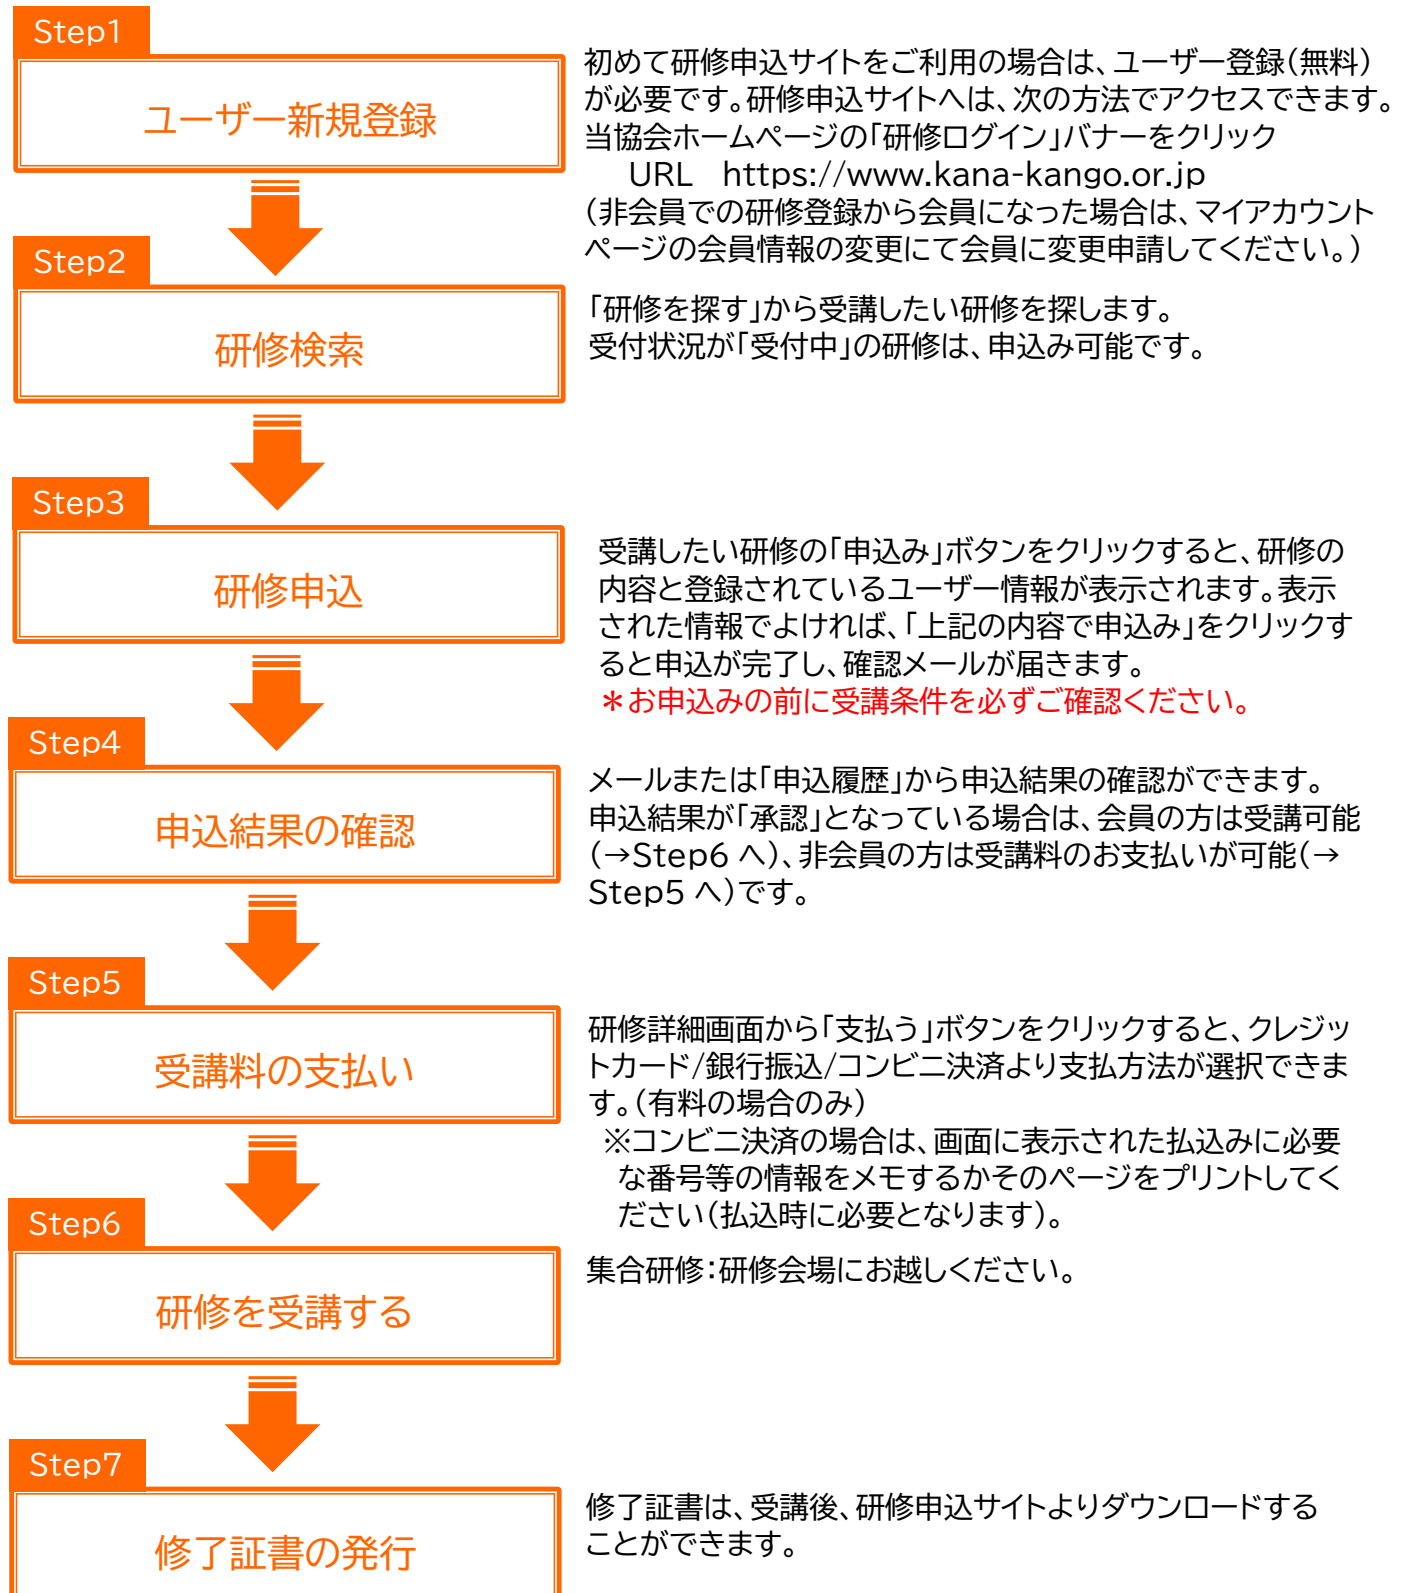 Step1
ユーザー新規登録
初めて研修申込サイトをご利用の場合は、ユーザー登録（無料）
が必要です。研修申込サイトへは、次の方法でアクセスできます。
当協会ホームページの「研修ログイン」バナーをクリック
URL　https://www.kana-kango.or.jp
（非会員での研修登録から会員になった場合は、マイアカウント
ページの会員情報の変更にて会員に変更申請してください。）
Step2
研修検索
「研修を探す」から受講したい研修を探します。
受付状況が「受付中」の研修は、申込み可能です。
Step3
研修申込
受講したい研修の「申込み」ボタンをクリックすると、研修の
内容と登録されているユーザー情報が表示されます。表示
された情報でよければ、「上記の内容で申込み」をクリックす
ると申込が完了し、確認メールが届きます。
＊お申込みの前に受講条件を必ずご確認ください。
Step4
申込結果の確認
メールまたは「申込履歴」から申込結果の確認ができます。
申込結果が「承認」となっている場合は、会員の方は受講可能
（→Step6 へ）、非会員の方は受講料のお支払いが可能（→
Step5 へ）です。
Step5
受講料の支払い
研修詳細画面から「支払う」ボタンをクリックすると、クレジッ
トカード/銀行振込/コンビニ決済より支払方法が選択できま
す。（有料の場合のみ）
※コンビニ決済の場合は、画面に表示された払込みに必要
な番号等の情報をメモするかそのページをプリントしてく
ださい（払込時に必要となります）。
Step6
研修を受講する
集合研修：研修会場にお越しください。
Step7
修了証書の発行
修了証書は、受講後、研修申込サイトよりダウンロードする
ことができます。